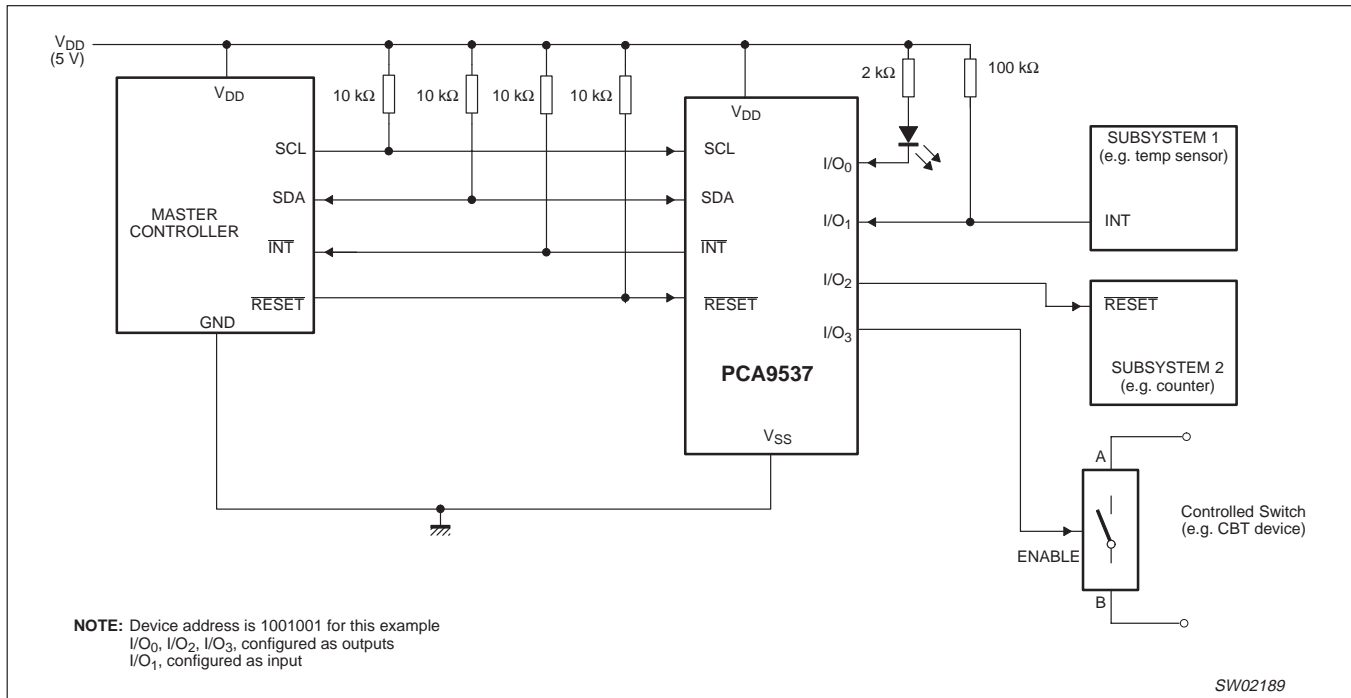 VDD
(5 V)
VDD
10 kΩ
10 kΩ
10 kΩ
10 kΩ
VDD
2 kΩ
100 kΩ
SCL
SDA
INT
RESET
GND
MASTER
CONTROLLER
SCL
SDA
INT
RESET
I/O0
I/O1
I/O2
I/O3
PCA9537
VSS
SUBSYSTEM 1
(e.g. temp sensor)
INT
RESET
SUBSYSTEM 2
(e.g. counter)
A
Controlled Switch
(e.g. CBT device)
ENABLE
B
NOTE: Device address is 1001001 for this example
I/O0, I/O2, I/O3, configured as outputs
I/O1, configured as input
SW02189